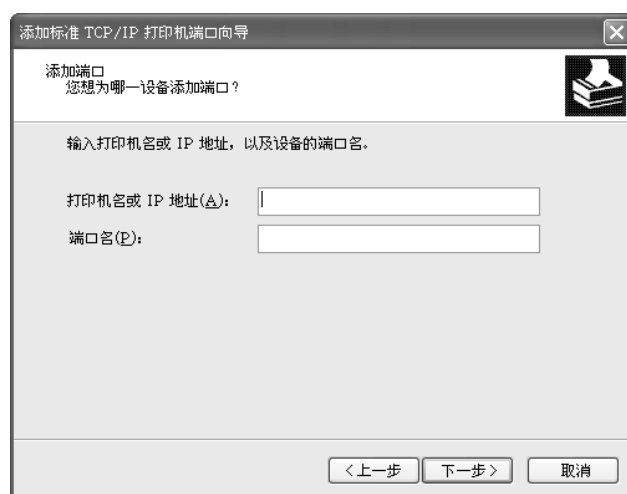 添加标准 TCP/IP 打印机端口向导
添加端口
您想为哪一设备添加端口?
输入打印机名或 IP 地址，以及设备的端口名。
打印机名或 IP 地址(A):
端口名(P):
<上一步 下一步> 取消